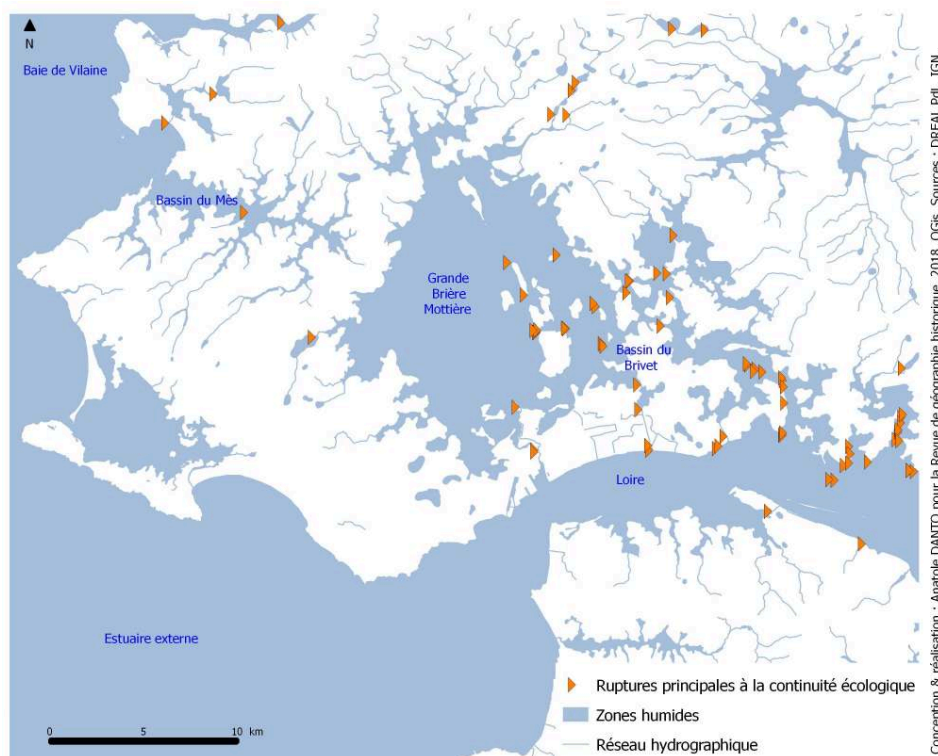 N
Baie de Vilaine
Bassin du Mès
Grande
Brière
Mottière
Bassin du
Brivet
Loire
Estuaire externe
Ruptures principales à la continuité écologique
Zones humides
Réseau hydrographique
0 5 10 km
Conception & réalisation : Anatole DANTO pour la Revue de géographie historique, 2018, QGis. Sources : DREAL PdL, IGN